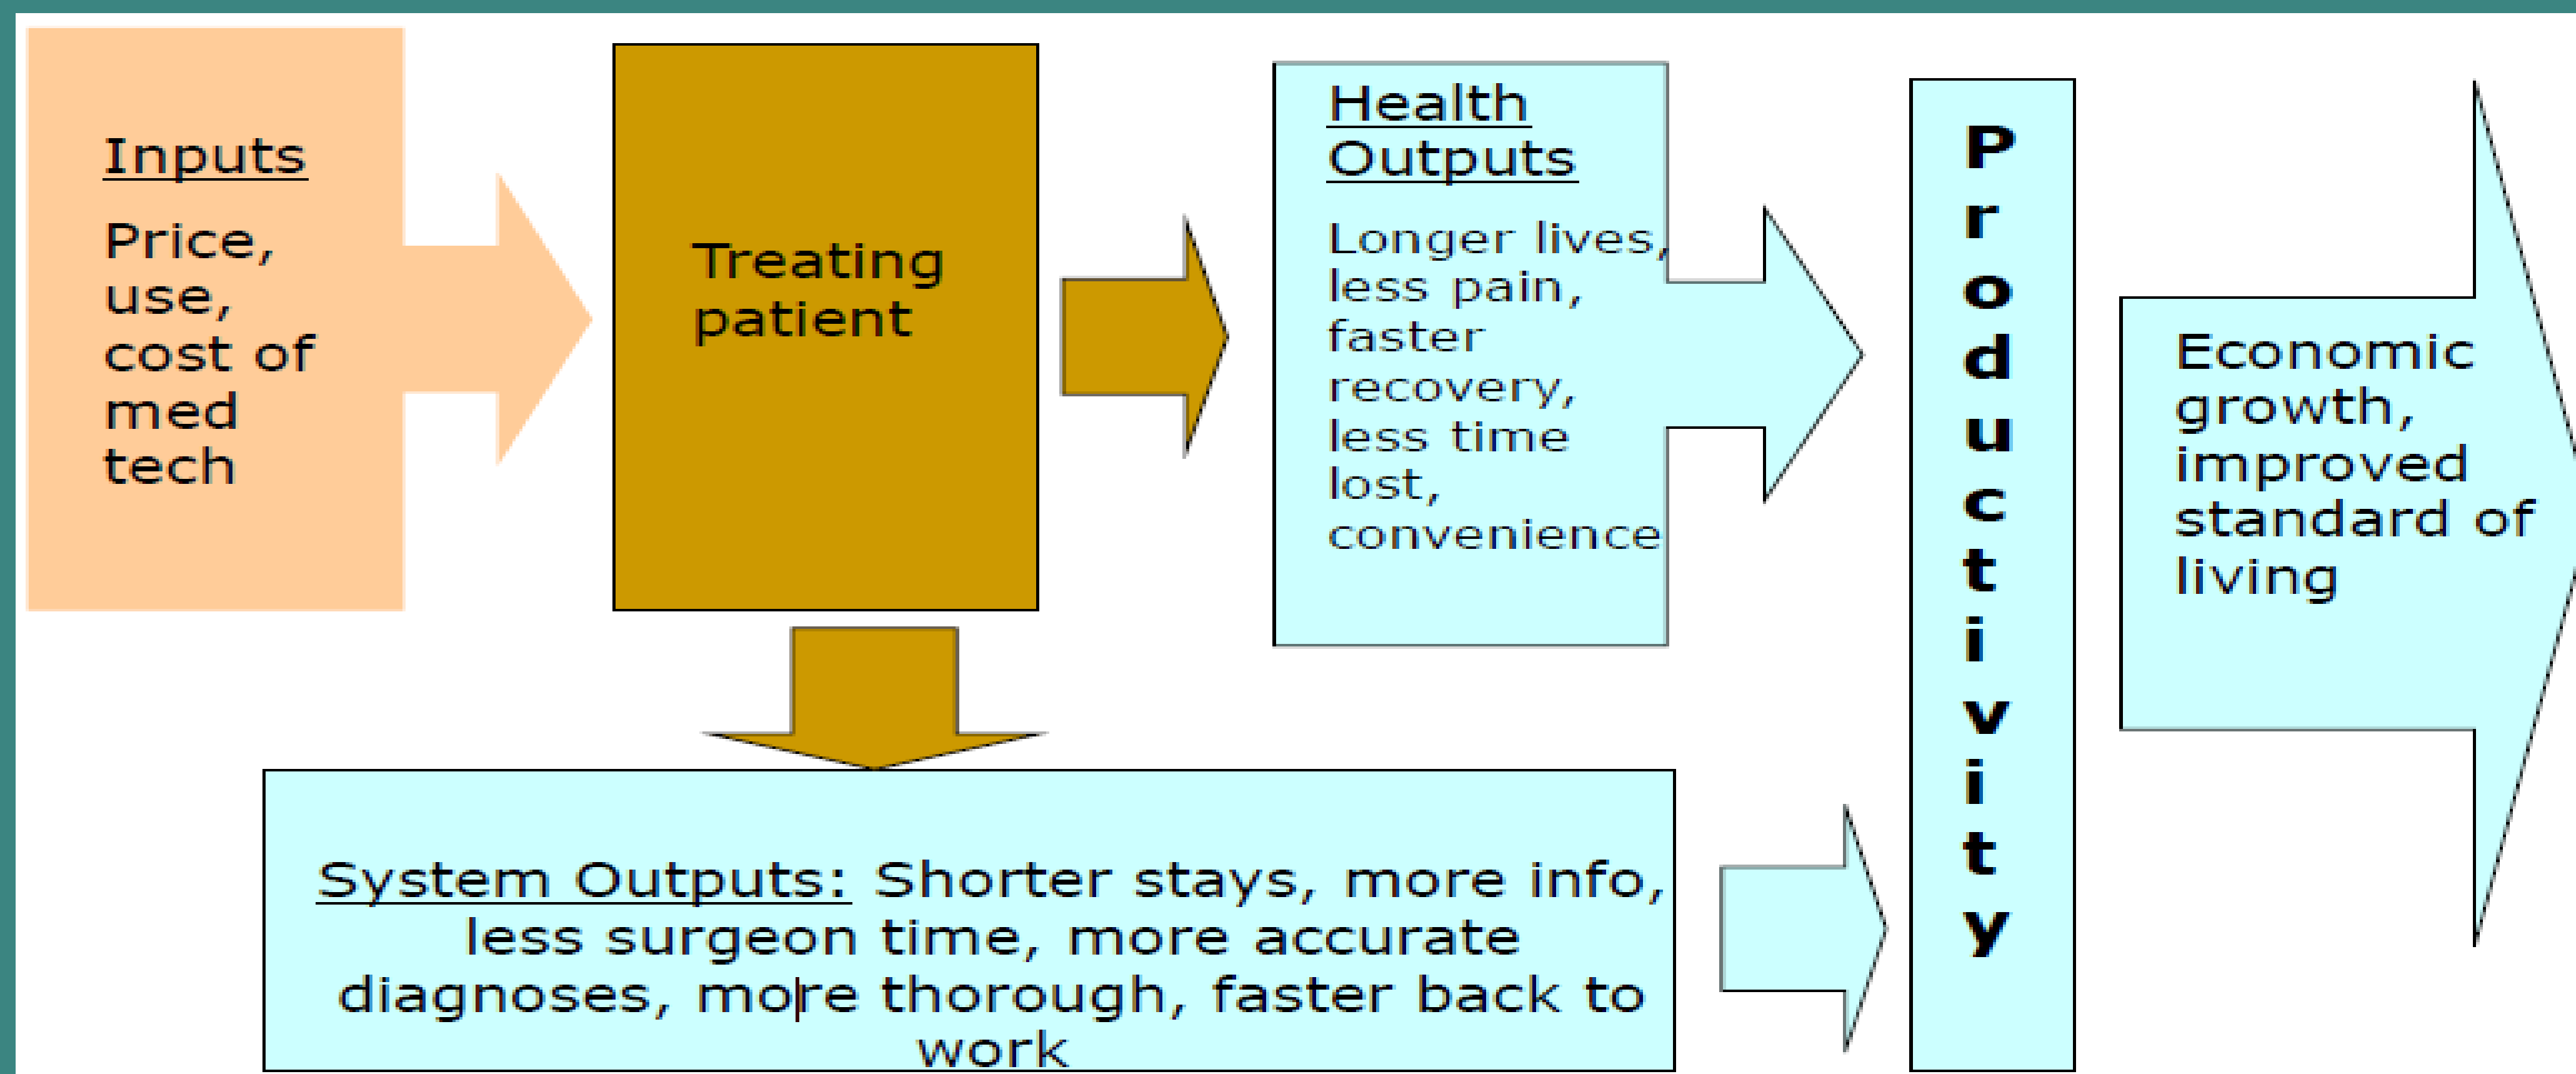 Inputs
Price,
use,
cost of
med
tech
Treating
patient
Health
Outputs
Longer lives,
less pain,
faster
recovery,
less time
lost,
convenience
System Outputs: Shorter stays, more info,
less surgeon time, more accurate
diagnoses, more thorough, faster back to
work
Productivity
Economic
growth,
improved
standard of
living